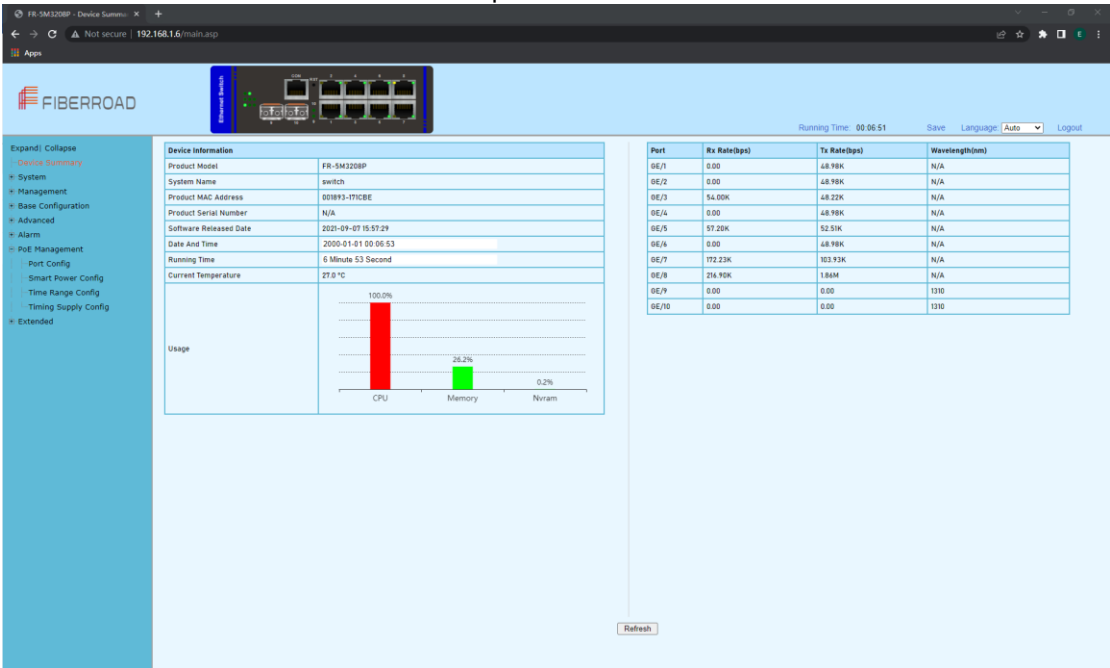 FR-5M3208P - Device Summa
Not secure | 192.168.1.6/main.asp
Apps
FIBERROAD
Ethernet Switch
CON
EXT
Running Time: 00:06:51 Save Language: Auto Logout
Expand| Collapse
Device Summary
System
Management
Base Configuration
Advanced
Alarm
PoE Management
Port Config
Smart Power Config
Time Range Config
Timing Supply Config
Extended
Device Information
Product Model FR-5M3208P
System Name switch
Product MAC Address 001893-171CBE
Product Serial Number N/A
Software Released Date 2021-09-07 15:57:29
Date And Time 2000-01-01 00:06:53
Running Time 6 Minute 53 Second
Current Temperature 27.0 °C
Usage
100.0%
28.2%
0.2%
CPU Memory Nvram
Port Rx Rate(bps) Tx Rate(bps) Wavelength(nm)
GE/1 0.00 48.98K N/A
GE/2 0.00 48.98K N/A
GE/3 54.00K 48.22K N/A
GE/4 0.00 48.98K N/A
GE/5 57.20K 52.51K N/A
GE/6 0.00 48.98K N/A
GE/7 172.23K 103.93K N/A
GE/8 216.90K 1.86M N/A
GE/9 0.00 0.00 1310
GE/10 0.00 0.00 1310
Refresh